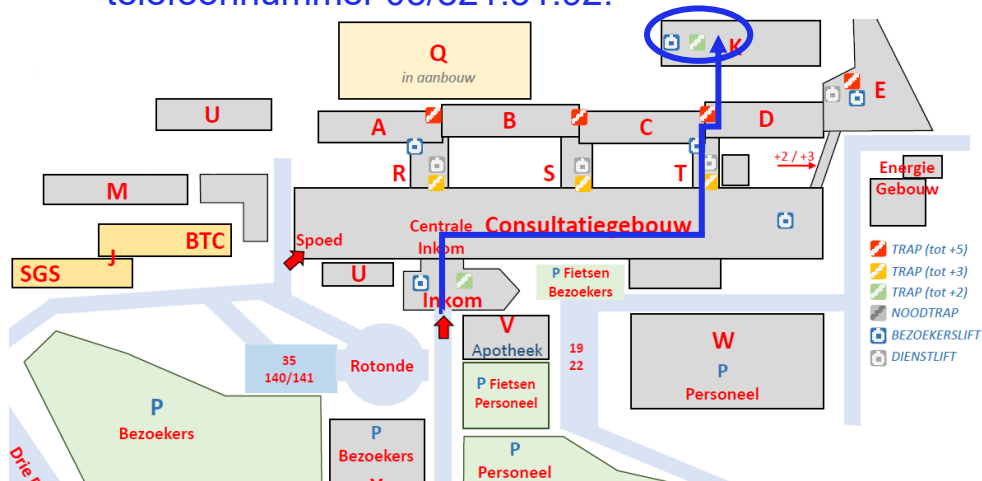 Q
in aanbouw
K
E
U
A
B
C
D
R
S
T
+2 / +3
Energie
Gebouw
M
BTC
J
SGS
Spoed
Centrale
Inkom
Consultatiegebouw
U
Inkom
P Fietsen
Bezoekers
TRAP (tot +5)
TRAP (tot +3)
TRAP (tot +2)
NOODTRAP
BEZOEKERSLIFT
DIENSTLIFT
V
Apotheek
19
22
W
P
Personeel
35
140/141
Rotonde
P Fietsen
Personeel
P
Bezoekers
P
Bezoekers
P
Personeel
Drie